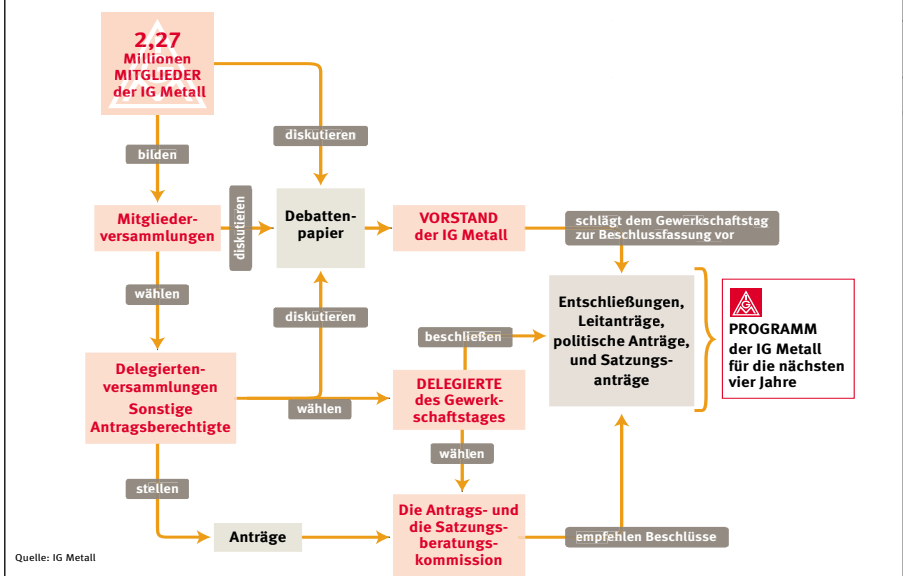 2,27
Millionen
MITGLIEDER
der IG Metall
diskutieren
bilden
Mitglieder-
versammlungen
diskutieren
Debatten-
papier
VORSTAND
der IG Metall
schlägt dem Gewerkschaftstag
zur Beschlussfassung vor
wählen
diskutieren
beschließen
Entschließungen,
Leitanträge,
politische Anträge,
und Satzungs-
anträge
IGM
PROGRAMM
der IG Metall
für die nächsten
vier Jahre
Delegierten-
versammlungen
Sonstige
Antragsberechtigte
wählen
DELEGIERTE
des Gewerk-
schaftstages
wählen
stellen
Anträge
Die Antrags- und
die Satzungs-
beratungs-
kommission
empfehlen Beschlüsse
Quelle: IG Metall